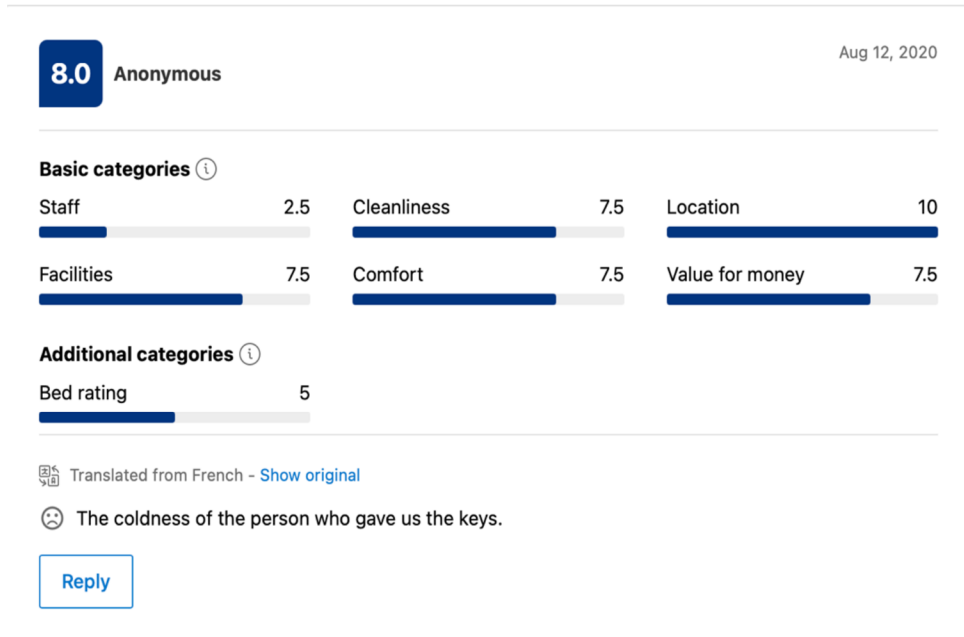 8.0 Anonymous
Aug 12, 2020
Basic categories
Staff 2.5
Cleanliness 7.5
Location 10
Facilities 7.5
Comfort 7.5
Value for money 7.5
Additional categories
Bed rating 5
Translated from French - Show original
The coldness of the person who gave us the keys.
Reply